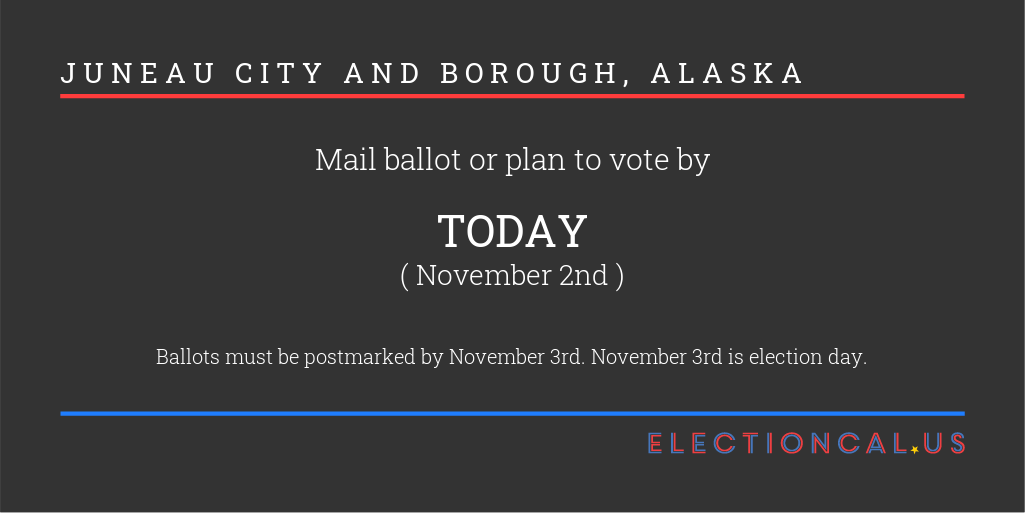 JUNEAU CITY AND BOROUGH, ALASKA
Mail ballot or plan to vote by
TODAY
( November 2nd )
Ballots must be postmarked by November 3rd. November 3rd is election day.
ELECTIONCAL.US